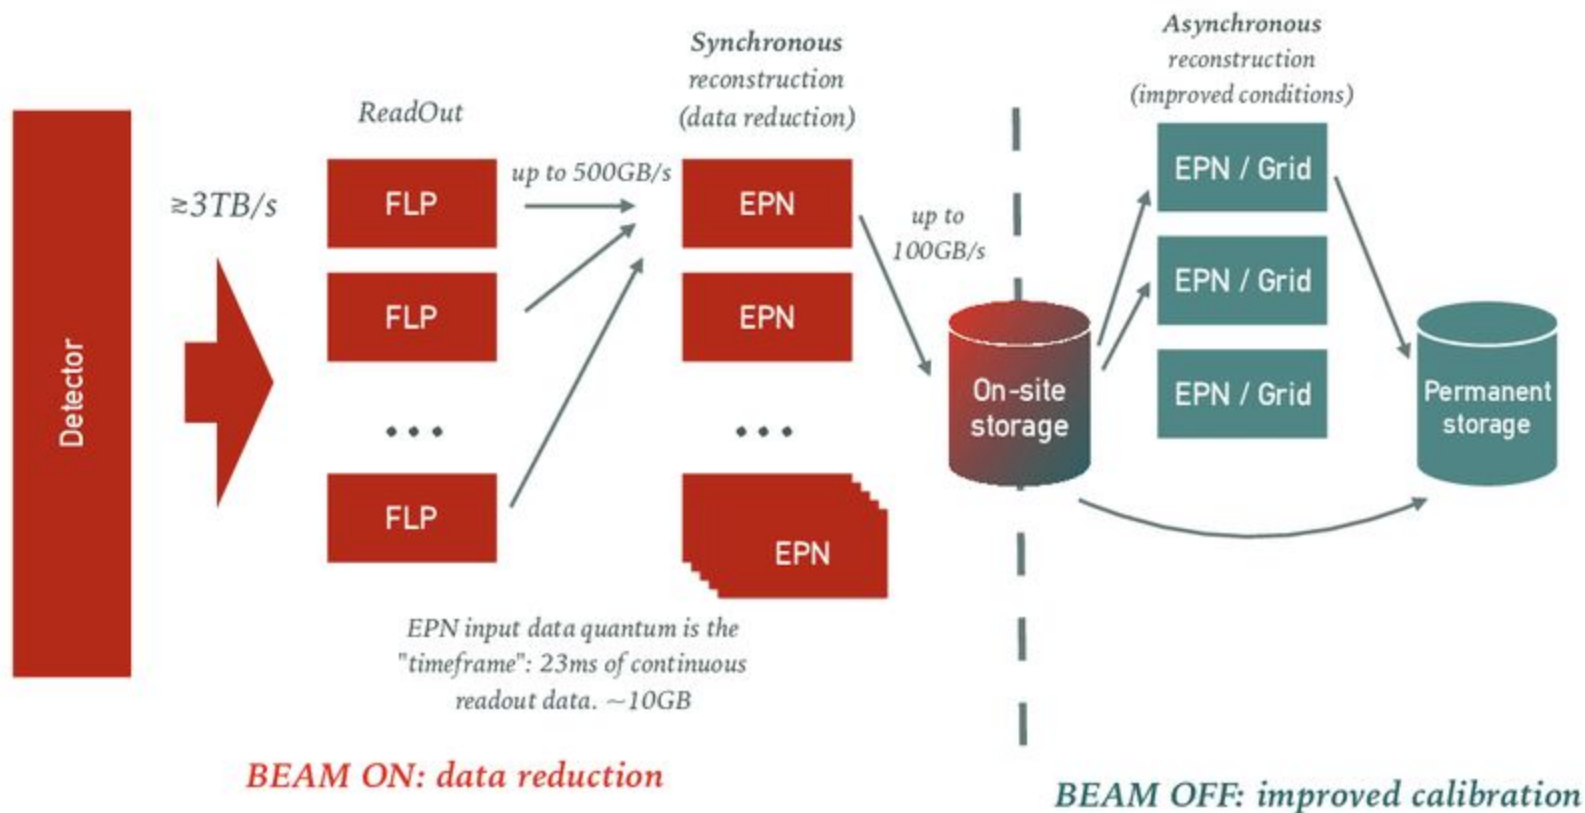 Detector
≳3TB/s
ReadOut
FLP
FLP
...
FLP
up to 500GB/s
Synchronous
reconstruction
(data reduction)
EPN
EPN
...
EPN
EPN input data quantum is the
"timeframe": 23ms of continuous
readout data. ~10GB
up to
100GB/s
On-site
storage
Asynchronous
reconstruction
(improved conditions)
EPN / Grid
EPN / Grid
EPN / Grid
Permanent
storage
BEAM ON: data reduction
BEAM OFF: improved calibration